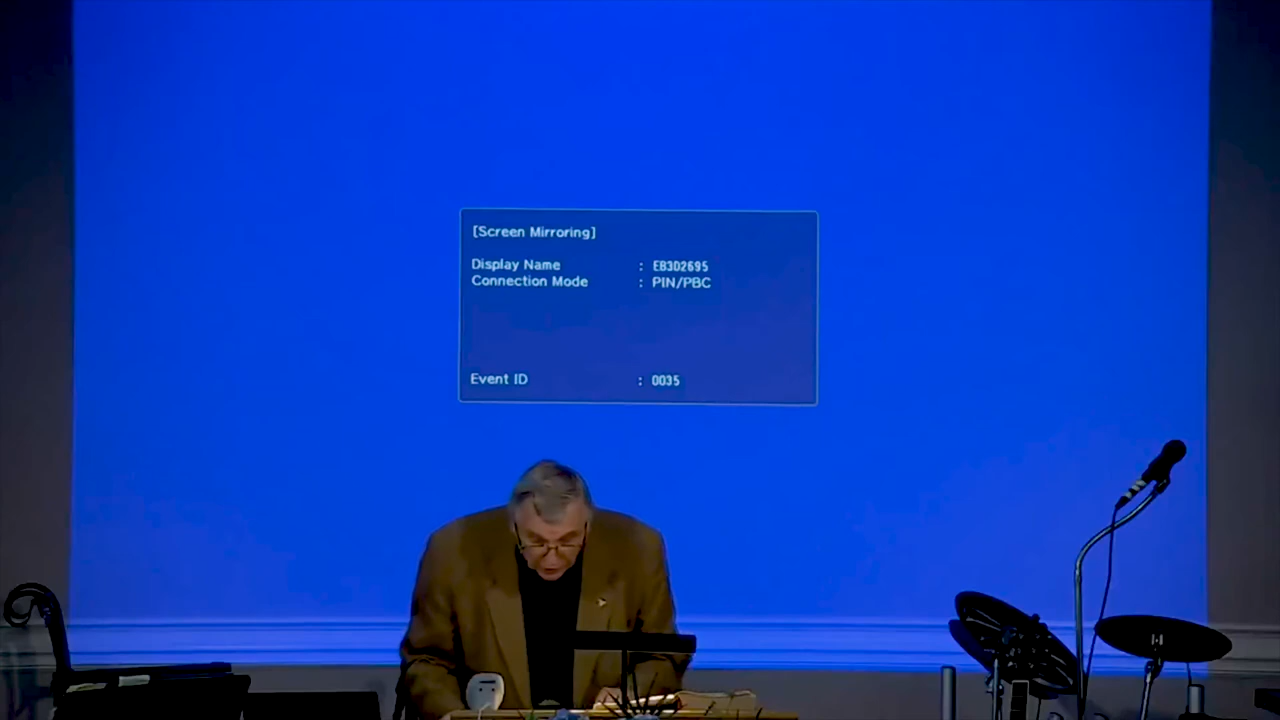 [Screen Mirroring]
Display Name : EB3D2695
Connection Mode : PIN/PBC
Event ID : 0035